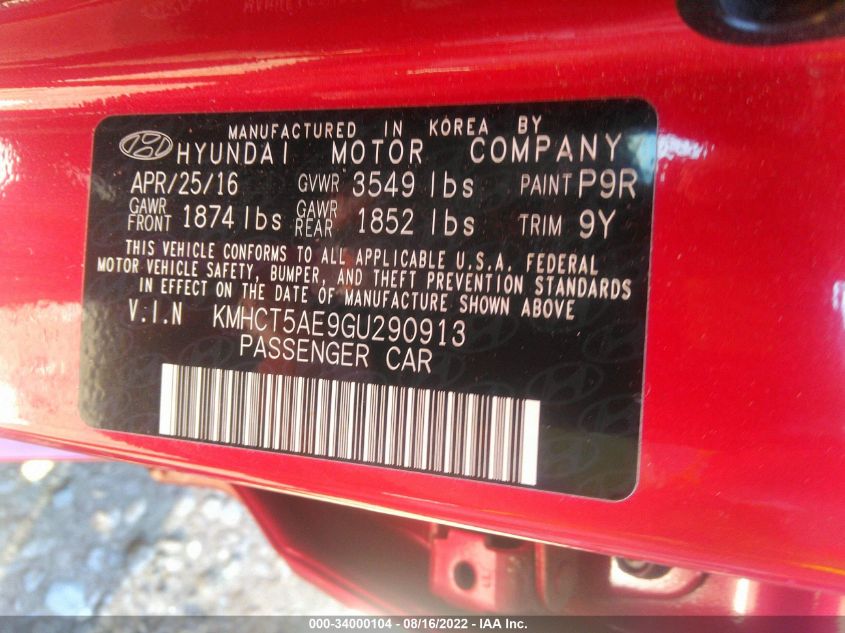 MANUFACTURED IN KOREA BY
HYUNDAI MOTOR COMPANY
APR/25/16 GVWR 3549 lbs PAINT P9R
GAWR FRONT 1874 lbs GAWR REAR 1852 lbs TRIM 9Y
THIS VEHICLE CONFORMS TO ALL APPLICABLE U.S.A. FEDERAL
MOTOR VEHICLE SAFETY, BUMPER, AND THEFT PREVENTION STANDARDS
IN EFFECT ON THE DATE OF MANUFACTURE SHOWN ABOVE
V.I.N KMHCT5AE9GU290913
PASSENGER CAR
000-34000104 - 08/16/2022 - IAA Inc.